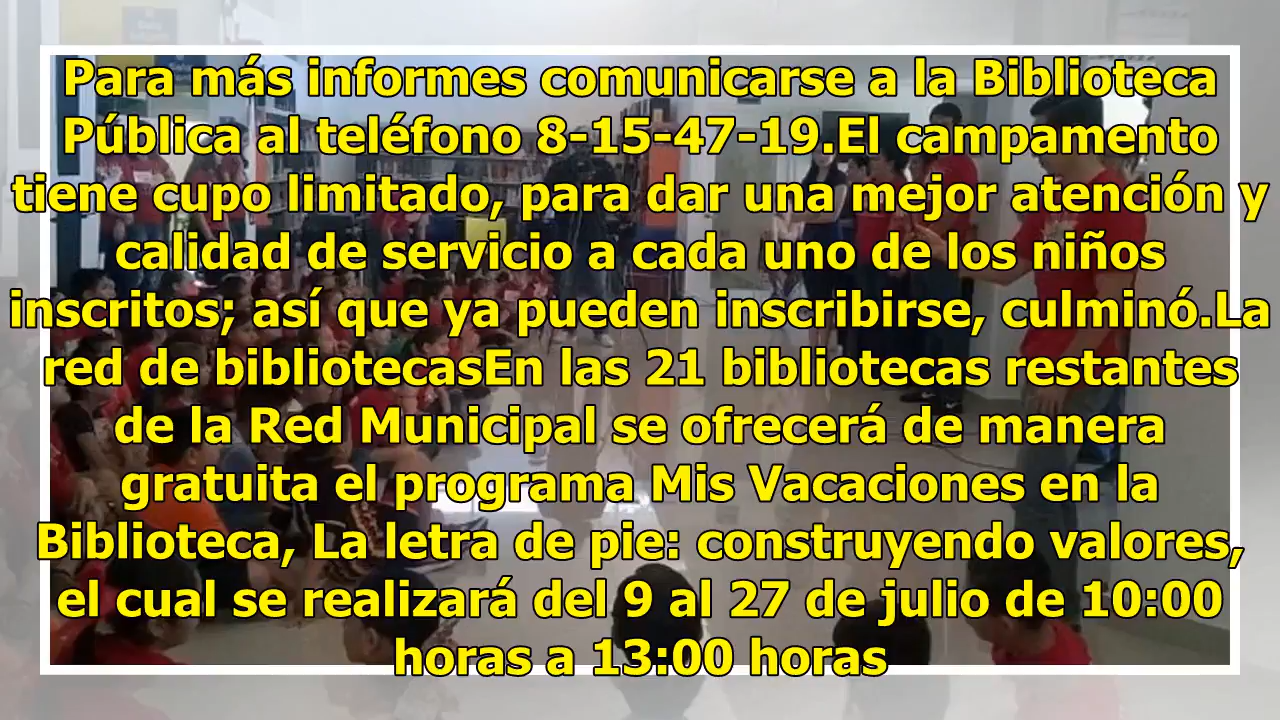 Para más informes comunicarse a la Biblioteca
Pública al teléfono 8-15-47-19.El campamento
tiene cupo limitado, para dar una mejor atención y
calidad de servicio a cada uno de los niños
inscritos; así que ya pueden inscribirse, culminó.La
red de bibliotecasEn las 21 bibliotecas restantes
de la Red Municipal se ofrecerá de manera
gratuita el programa Mis Vacaciones en la
Biblioteca, La letra de pie: construyendo valores,
el cual se realizará del 9 al 27 de julio de 10:00
horas a 13:00 horas